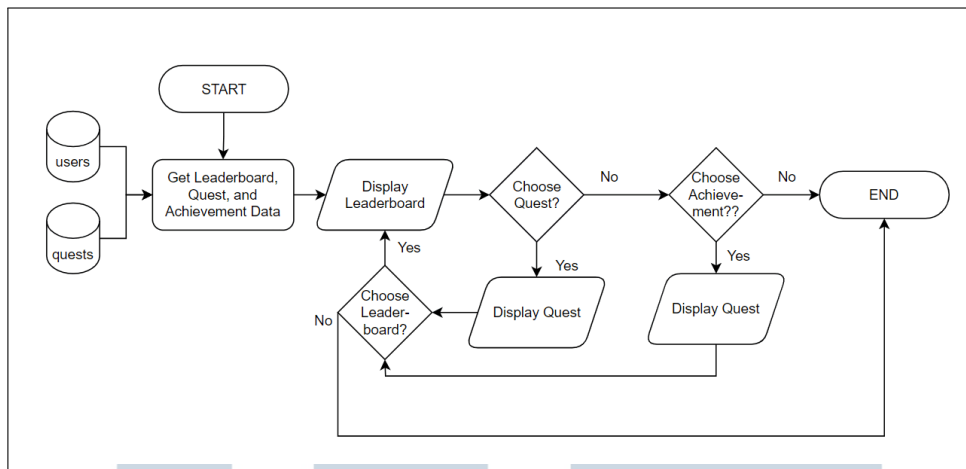 START
users
quests
Get Leaderboard,
Quest, and
Achievement Data
Display
Leaderboard
Choose
Quest?
No
Choose
Achieve-
ment??
No
END
Yes
Yes
Yes
Choose
Leader-
board?
No
Display Quest
Display Quest